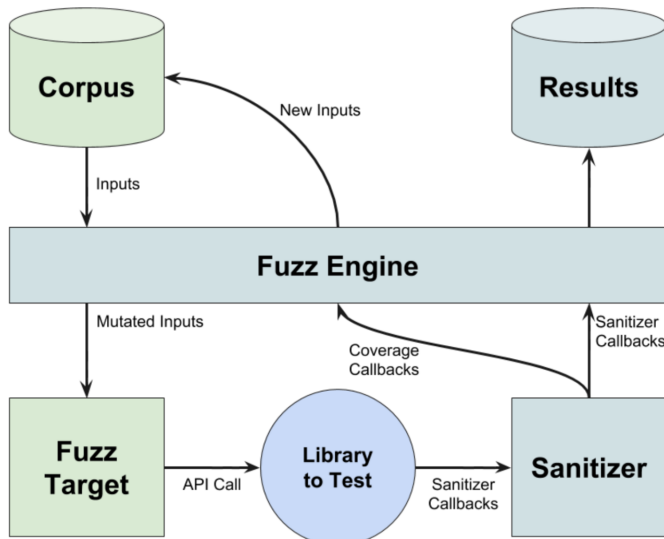 Corpus
Results
New Inputs
Inputs
Fuzz Engine
Mutated Inputs
Coverage
Callbacks
Sanitizer
Callbacks
Fuzz
Target
API Call
Library
to Test
Sanitizer
Callbacks
Sanitizer